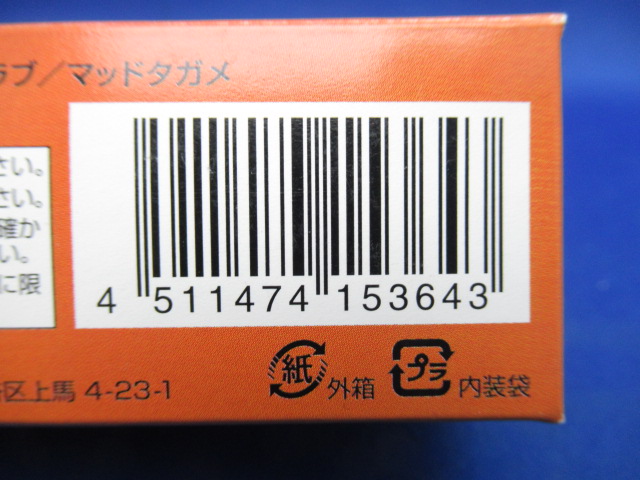 ラブ／マッドタガメ
さい。
さい。
確か
い。
に限
4 511474 153643
区上馬 4-23-1
紙 外箱
プラ 内装袋